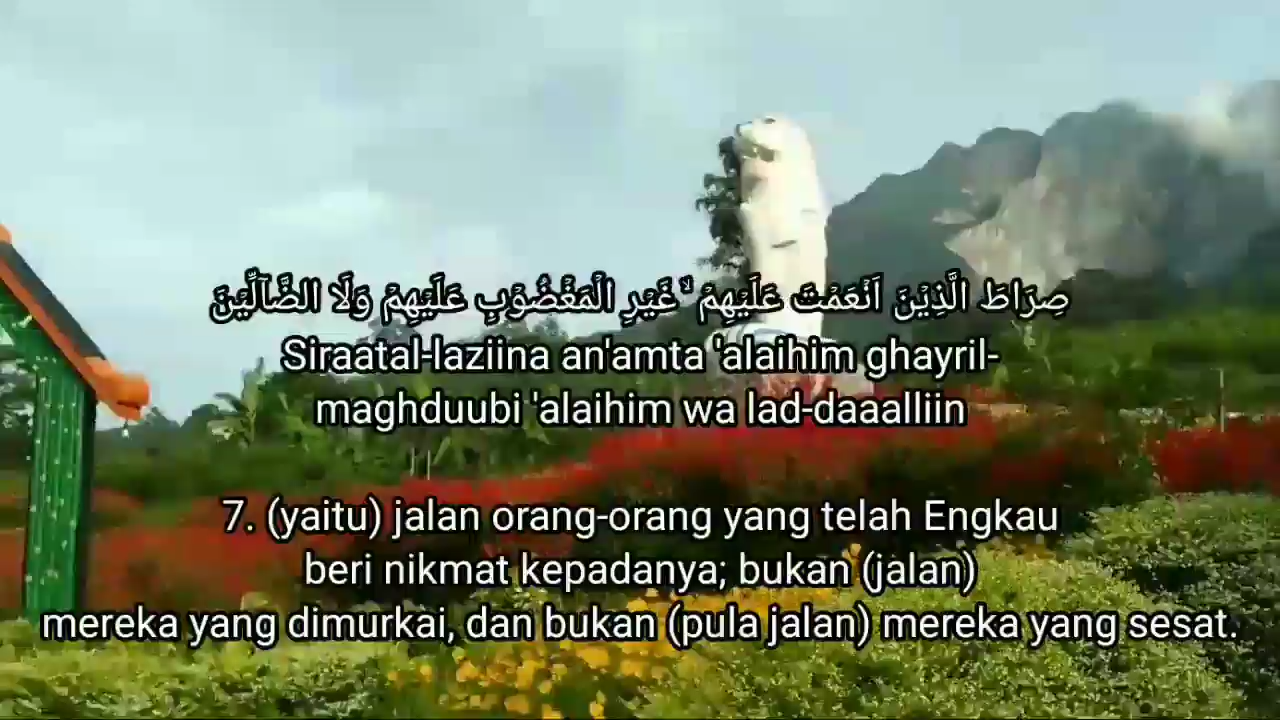 صِرَاطَ الَّذِيْنَ اَنْعَمْتَ عَلَيْهِمْ ۙ غَيْرِ الْمَغْضُوْبِ عَلَيْهِمْ وَلَا الضَّاۤلِّيْنَ
Siraatal-laziina an'amta 'alaihim ghayril-
maghduubi 'alaihim wa lad-daaalliin
7. (yaitu) jalan orang-orang yang telah Engkau
beri nikmat kepadanya; bukan (jalan)
mereka yang dimurkai, dan bukan (pula jalan) mereka yang sesat.